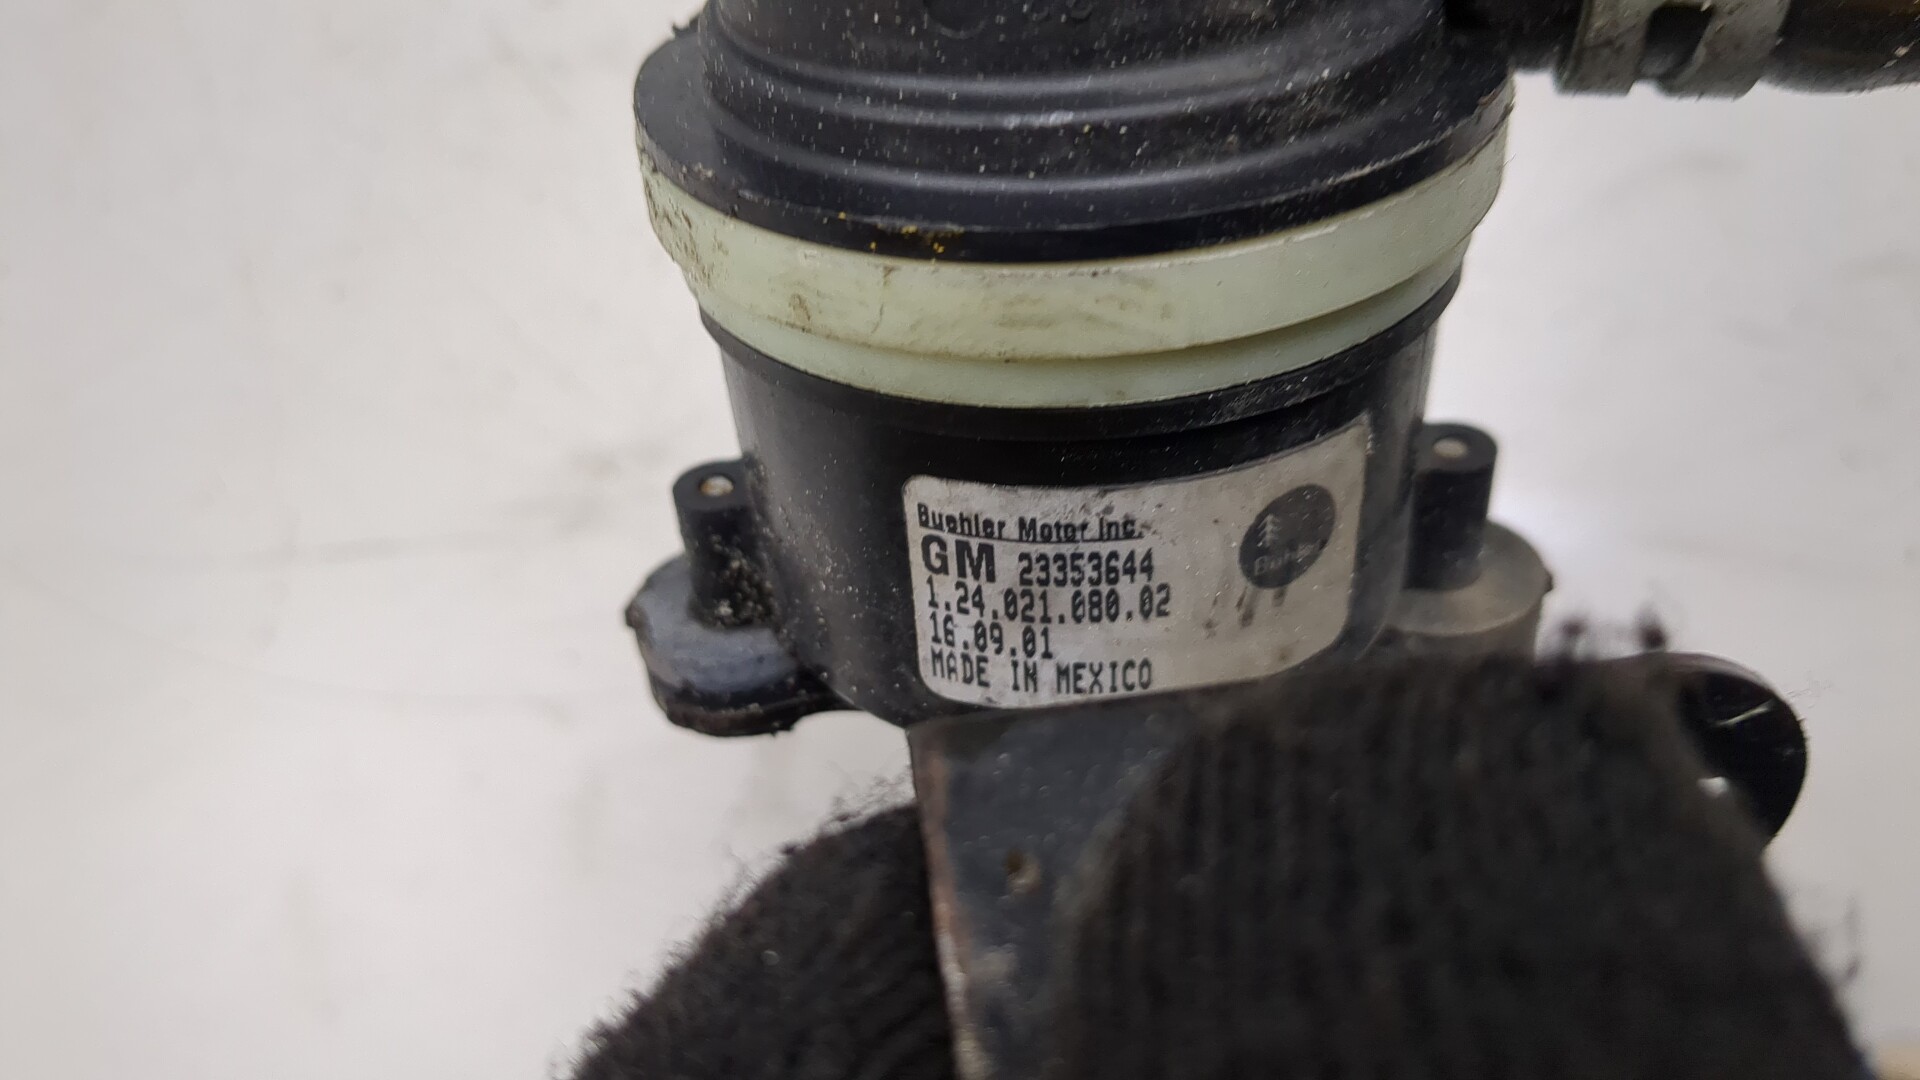 Buehler Motor Inc.
GM 23353644
1.24.021.080.02
16.09.01
MADE IN MEXICO